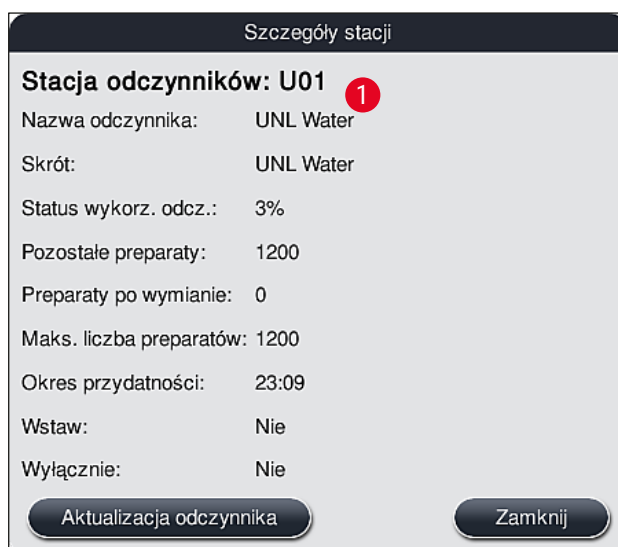 Szczegóły stacji
Stacja odczynników: U01
1
Nazwa odczynnika: UNL Water
Skrót: UNL Water
Status wykorz. odcz.: 3%
Pozostałe preparaty: 1200
Preparaty po wymianie: 0
Maks. liczba preparatów: 1200
Okres przydatności: 23:09
Wstaw: Nie
Wyłącznie: Nie
Aktualizacja odczynnika Zamknij